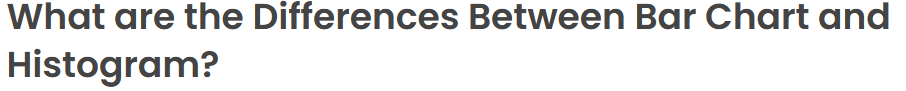 What are the Differences Between Bar Chart and
Histogram?